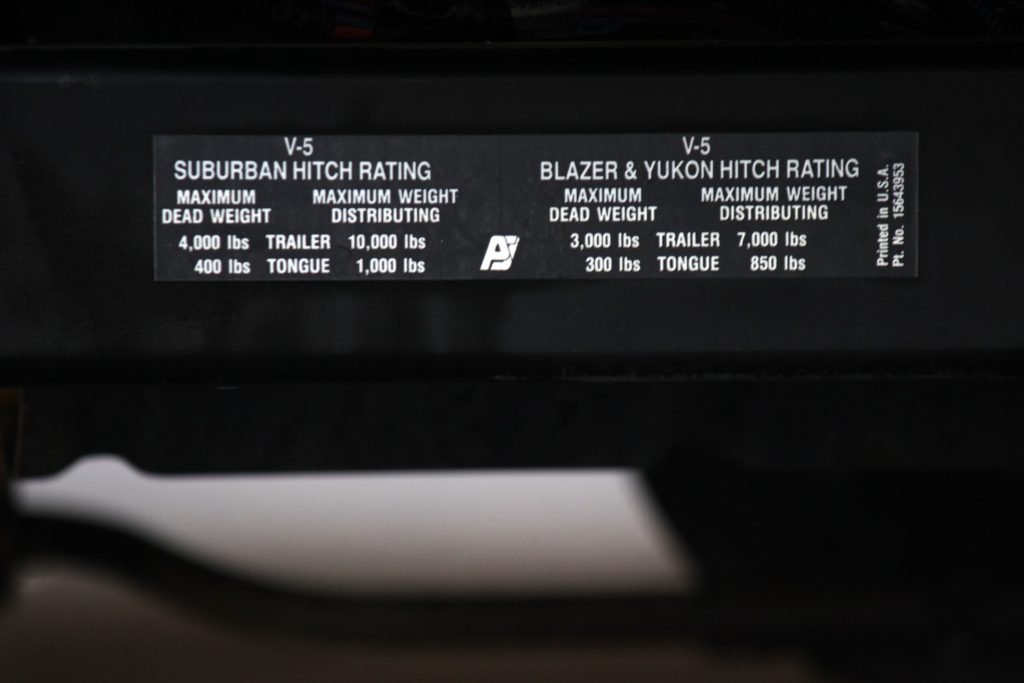 V-5
SUBURBAN HITCH RATING
MAXIMUM DEAD WEIGHT MAXIMUM WEIGHT DISTRIBUTING
4,000 lbs TRAILER 10,000 lbs
400 lbs TONGUE 1,000 lbs
V-5
BLAZER & YUKON HITCH RATING
MAXIMUM DEAD WEIGHT MAXIMUM WEIGHT DISTRIBUTING
3,000 lbs TRAILER 7,000 lbs
300 lbs TONGUE 850 lbs
Printed in U.S.A.
Pt. No. 15643953